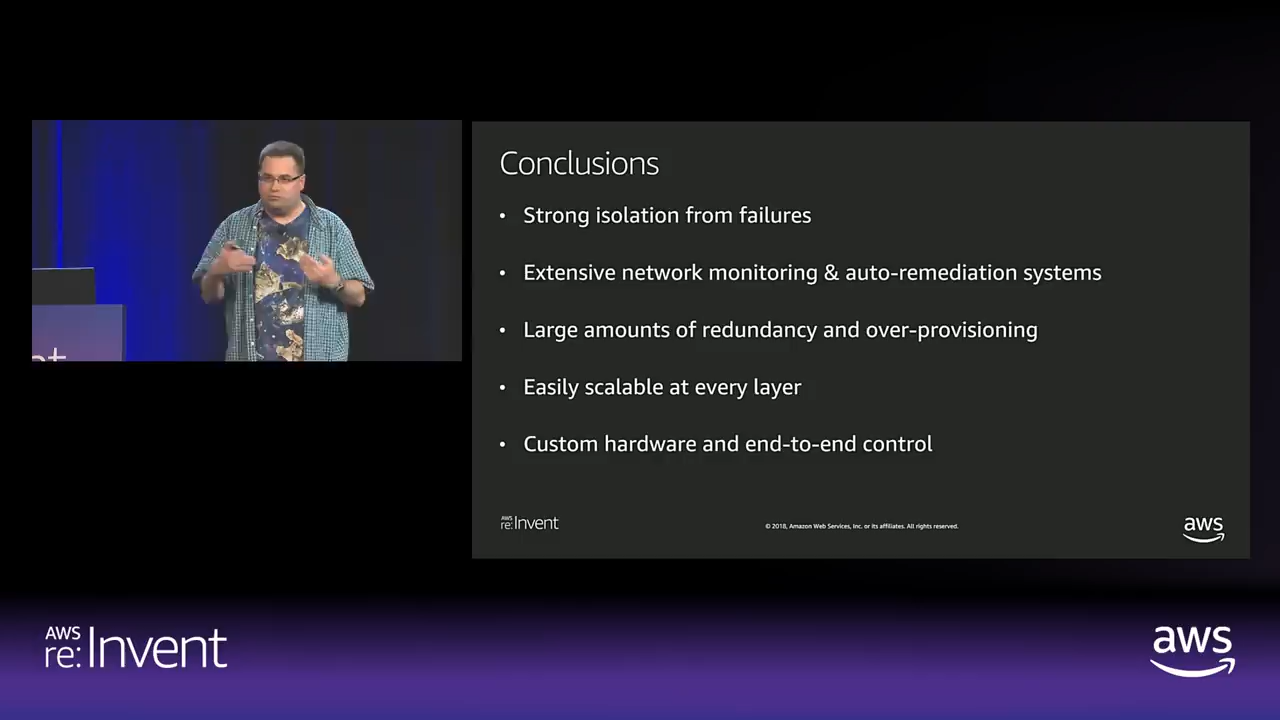 Conclusions
• Strong isolation from failures
• Extensive network monitoring & auto-remediation systems
• Large amounts of redundancy and over-provisioning
• Easily scalable at every layer
• Custom hardware and end-to-end control
AWS
re:Invent
© 2018, Amazon Web Services, Inc. or its affiliates. All rights reserved.
aws
AWS
re:Invent
aws